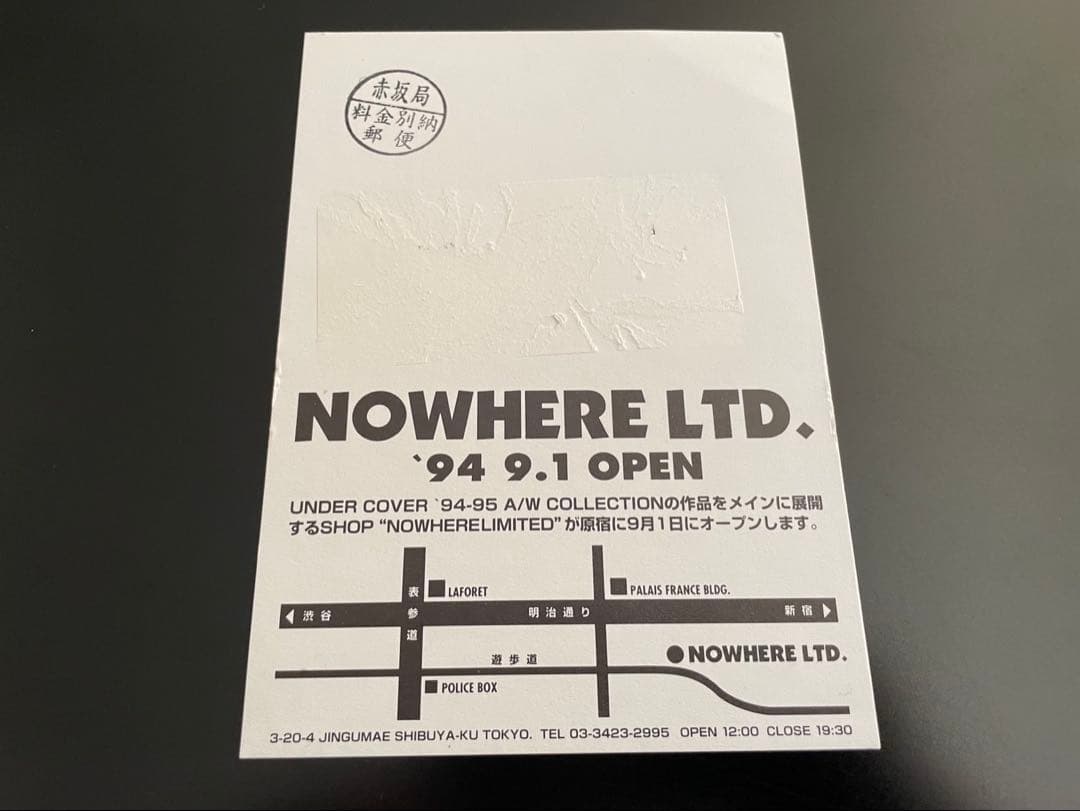 赤坂局
料金別納
郵便
NOWHERE LTD.
`94 9.1 OPEN
UNDER COVER `94-95 A/W COLLECTIONの作品をメインに展開
するSHOP “NOWHERELIMITED”が原宿に9月1日にオープンします。
LAFORET
PALAIS FRANCE BLDG.
渋谷
表参道
明治通り
新宿
遊歩道
NOWHERE LTD.
POLICE BOX
3-20-4 JINGUMAE SHIBUYA-KU TOKYO. TEL 03-3423-2995 OPEN 12:00 CLOSE 19:30